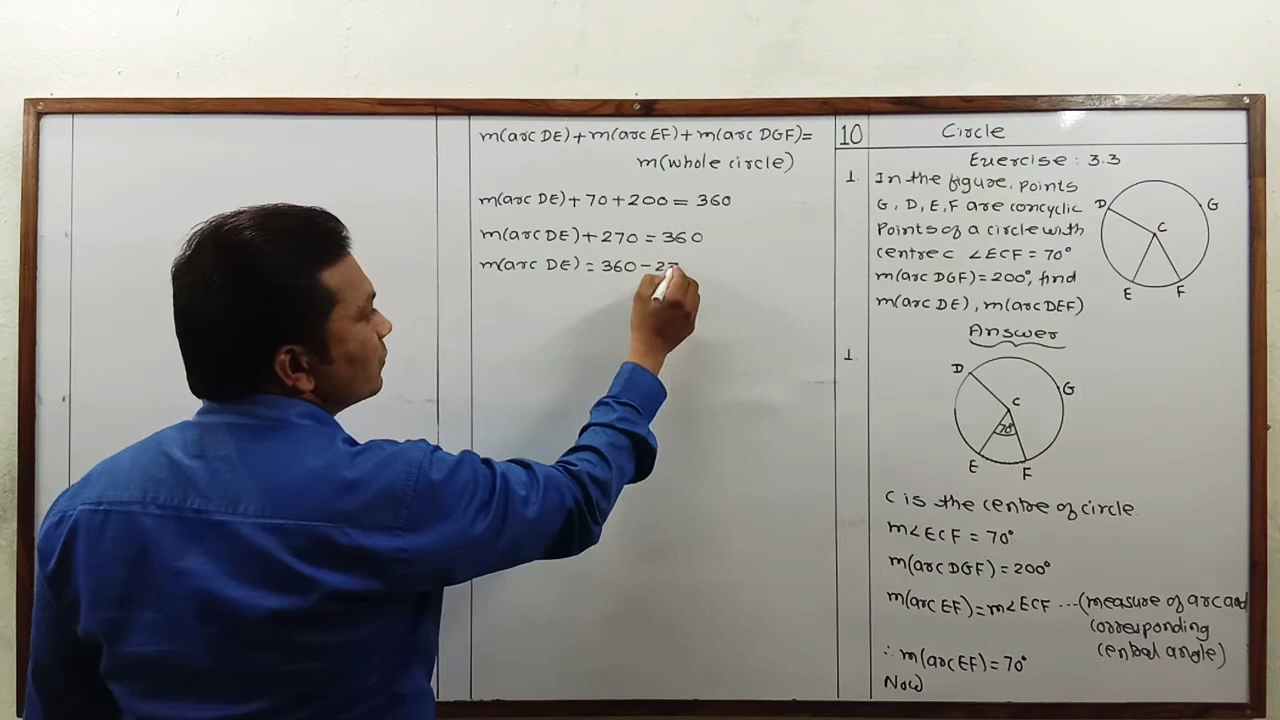 10 Circle
Exercise : 3.3
1. In the figure, points
G, D, E, F are concyclic
Points of a circle with
centre C ∠ECF = 70°
m(arc DGF) = 200°, find
m(arc DE), m(arc DEF)
D
G
C
E
F
Answer
1.
D
G
C
70°
E
F
C is the centre of circle
m∠ECF = 70°
m(arc DGF) = 200°
m(arc EF) = m∠ECF ...(measure of arc and
corresponding
central angle)
∴ m(arc EF) = 70°
Now
m(arc DE) + m(arc EF) + m(arc DGF) =
m(whole circle)
m(arc DE) + 70 + 200 = 360
m(arc DE) + 270 = 360
m(arc DE) = 360 - 27